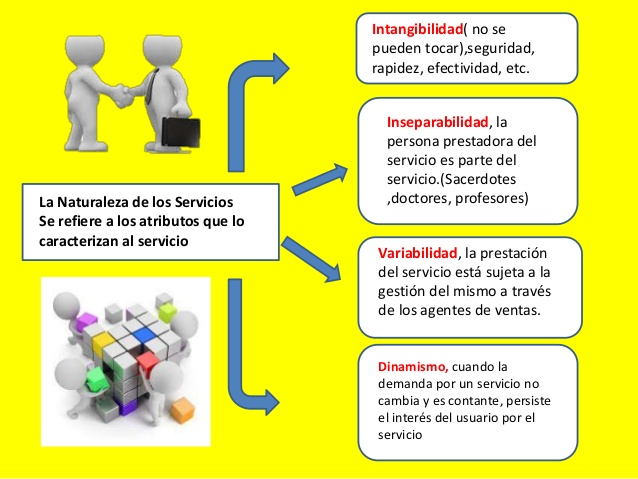 La Naturaleza de los Servicios
Se refiere a los atributos que lo
caracterizan al servicio
Intangibilidad( no se
pueden tocar),seguridad,
rapidez, efectividad, etc.
Inseparabilidad, la
persona prestadora del
servicio es parte del
servicio.(Sacerdotes
,doctores, profesores)
Variabilidad, la prestación
del servicio está sujeta a la
gestión del mismo a través
de los agentes de ventas.
Dinamismo, cuando la
demanda por un servicio no
cambia y es contante, persiste
el interés del usuario por el
servicio